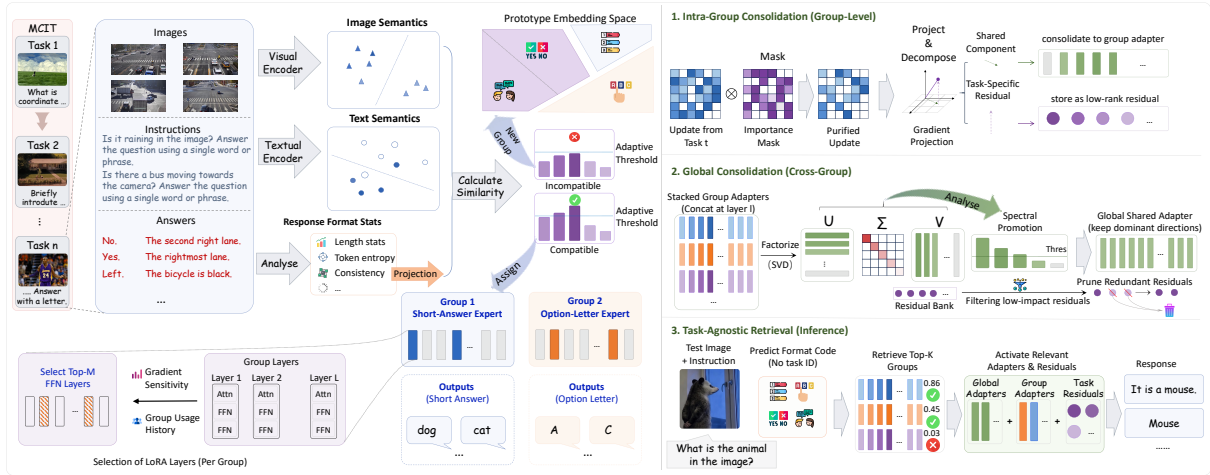 MCIT
Task 1
What is
coordinate ...
Task 2
Briefly
introdute ...
Task n
.... Answer
with a letter.
Images
Instructions
Is it raining in the image? Answer
the question using a single word or
phrase.
Is there a bus moving towards
the camera? Answer the question
using a single word or phrase.
Answers
No. The second right lane.
Yes. The rightmost lane.
Left. The bicycle is black.
...
Visual
Encoder
Textual
Encoder
Analyse
Image Semantics
Text Semantics
Response Format Stats
Length stats
Token entropy
Consistency
...
Projection
Calculate
Similarity
Prototype Embedding Space
YES NO
A B C
New
Group
Assign
Incompatible
Adaptive
Threshold
Compatible
Adaptive
Threshold
Group 1
Short-Answer Expert
...
Group 2
Option-Letter Expert
...
Outputs
(Short Answer)
dog cat
...
Outputs
(Option Letter)
A C
...
Select Top-M
FFN Layers
...
Gradient
Sensitivity
Group Usage
History
Group Layers
Layer 1 Layer 2 Layer L
Attn Attn Attn
FFN FFN FFN
FFN FFN FFN
...
Selection of LoRA Layers (Per Group)
1. Intra-Group Consolidation (Group-Level)
Update from
Task t
Mask
Importance
Mask
Purified
Update
Project
&
Decompose
Gradient
Projection
Shared
Component
Task-Specific
Residual
consolidate to group adapter
...
store as low-rank residual
...
2. Global Consolidation (Cross-Group)
Stacked Group Adapters
(Concat at layer l)
...
Factorize
(SVD)
U Σ V
Analyse
Spectral
Promotion
Thres
Global Shared Adapter
(keep dominant directions)
...
Residual Bank
Filtering low-impact residuals
Prune Redundant Residuals
3. Task-Agnostic Retrieval (Inference)
Test Image
+ Instruction
What is the animal
in the image?
Predict Format Code
(No task ID)
A B C
YES NO
Retrieve Top-K
Groups
0.86
0.45
0.03
Activate Relevant
Adapters & Residuals
Global
Adapters
Group
Adapters
Task
Residuals
+ +
...
Response
It is a mouse.
Mouse
......